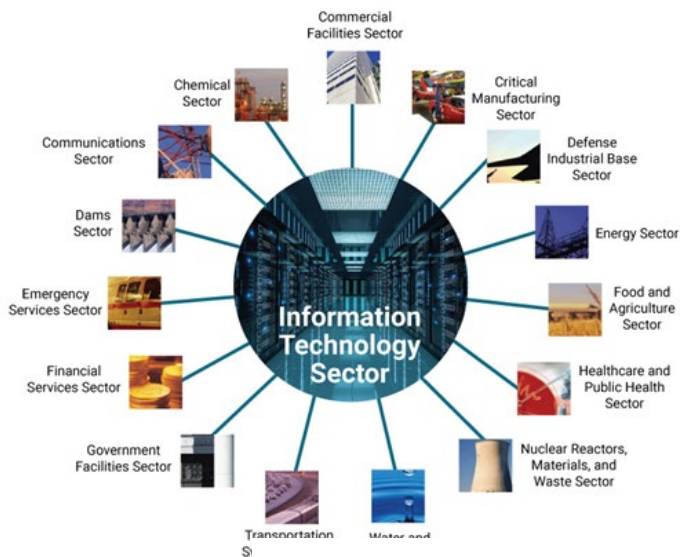 Commercial
Facilities Sector
Chemical
Sector
Critical
Manufacturing
Sector
Communications
Sector
Defense
Industrial Base
Sector
Dams
Sector
Energy Sector
Emergency
Services Sector
Food and
Agriculture
Sector
Information
Technology
Sector
Financial
Services Sector
Healthcare and
Public Health
Sector
Government
Facilities Sector
Nuclear Reactors,
Materials, and
Waste Sector
Transportation
Water and